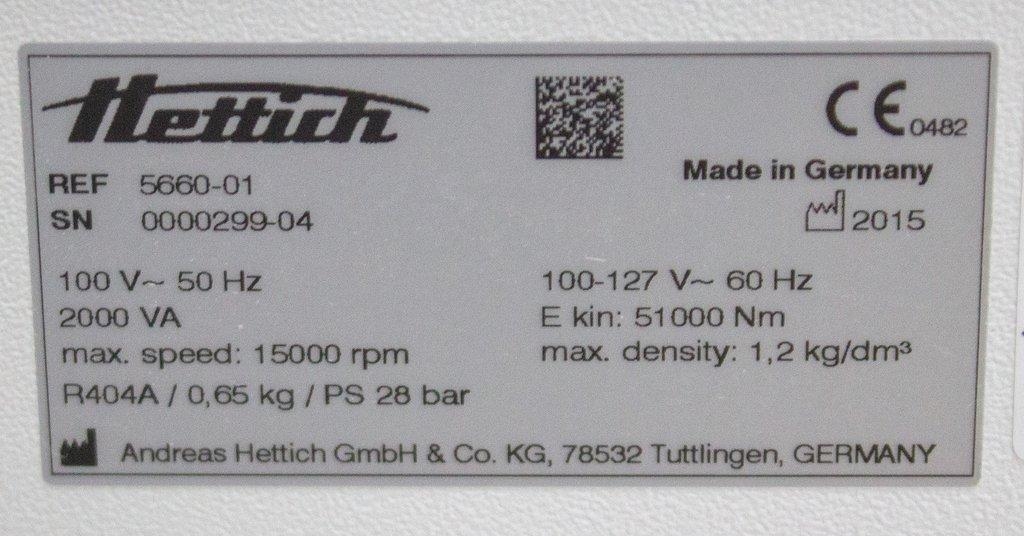 Hettich
CE 0482
REF 5660-01
Made in Germany
SN 0000299-04
2015
100 V~ 50 Hz
100-127 V~ 60 Hz
2000 VA
E kin: 51000 Nm
max. speed: 15000 rpm
max. density: 1,2 kg/dm³
R404A / 0,65 kg / PS 28 bar
Andreas Hettich GmbH & Co. KG, 78532 Tuttlingen, GERMANY